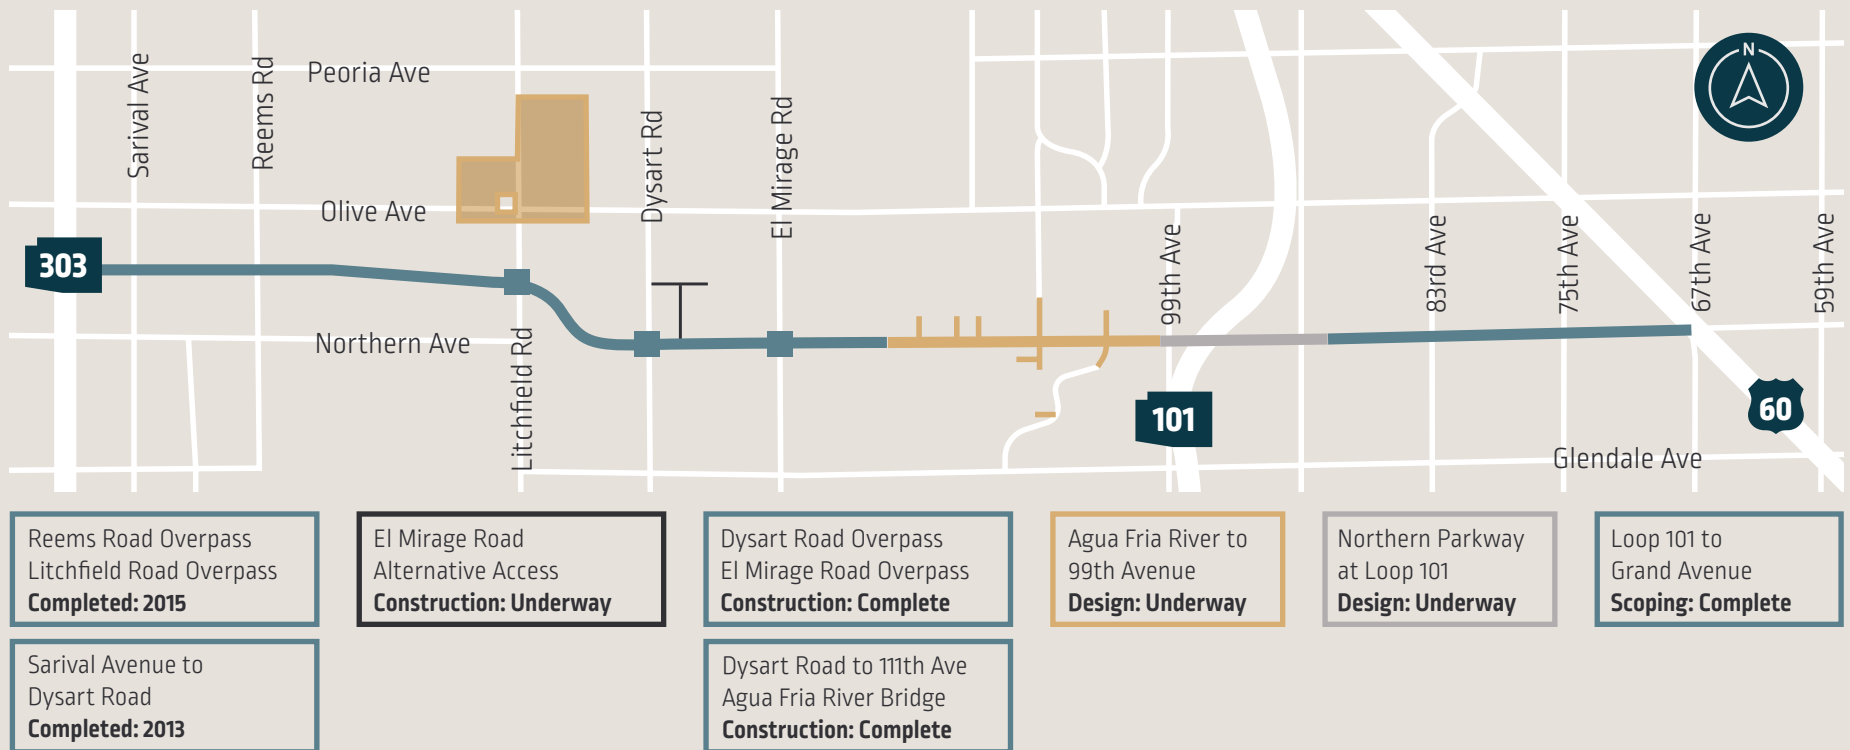 N
Sarival Ave
Reems Rd
Peoria Ave
Dysart Rd
El Mirage Rd
Olive Ave
303
99th Ave
83rd Ave
75th Ave
67th Ave
59th Ave
Northern Ave
Litchfield Rd
101
60
Glendale Ave
Reems Road Overpass
Litchfield Road Overpass
Completed: 2015
El Mirage Road
Alternative Access
Construction: Underway
Dysart Road Overpass
El Mirage Road Overpass
Construction: Complete
Agua Fria River to
99th Avenue
Design: Underway
Northern Parkway
at Loop 101
Design: Underway
Loop 101 to
Grand Avenue
Scoping: Complete
Sarival Avenue to
Dysart Road
Completed: 2013
Dysart Road to 111th Ave
Agua Fria River Bridge
Construction: Complete